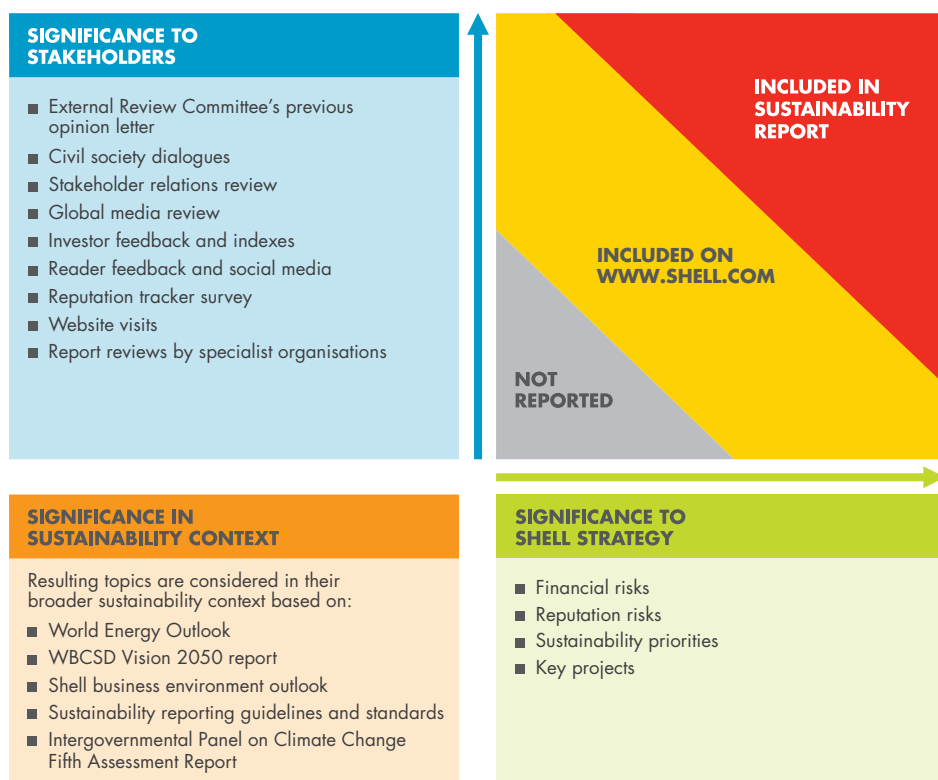 SIGNIFICANCE TO
STAKEHOLDERS
■ External Review Committee’s previous
opinion letter
■ Civil society dialogues
■ Stakeholder relations review
■ Global media review
■ Investor feedback and indexes
■ Reader feedback and social media
■ Reputation tracker survey
■ Website visits
■ Report reviews by specialist organisations
INCLUDED IN
SUSTAINABILITY
REPORT
INCLUDED ON
WWW.SHELL.COM
NOT
REPORTED
SIGNIFICANCE IN
SUSTAINABILITY CONTEXT
Resulting topics are considered in their
broader sustainability context based on:
■ World Energy Outlook
■ WBCSD Vision 2050 report
■ Shell business environment outlook
■ Sustainability reporting guidelines and standards
■ Intergovernmental Panel on Climate Change
Fifth Assessment Report
SIGNIFICANCE TO
SHELL STRATEGY
■ Financial risks
■ Reputation risks
■ Sustainability priorities
■ Key projects